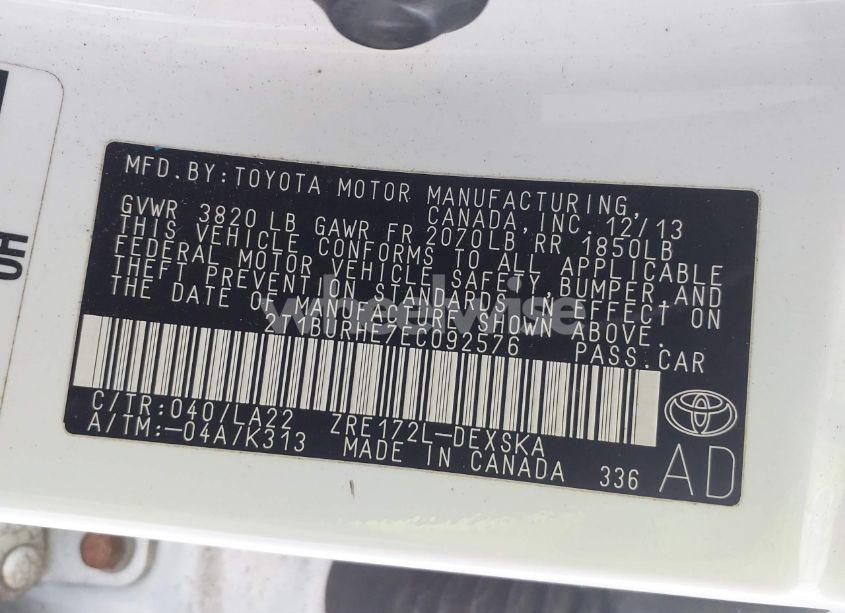 MFD. BY: TOYOTA MOTOR MANUFACTURING,
CANADA, INC. 12/13
GVWR 3820 LB GAWR FR 2070LB RR 1850LB
THIS VEHICLE CONFORMS TO ALL APPLICABLE
FEDERAL MOTOR VEHICLE SAFETY, BUMPER, AND
THEFT PREVENTION STANDARDS IN EFFECT ON
THE DATE OF MANUFACTURE SHOWN ABOVE.
PASS. CAR
C/TR: 040/LA22 ZRE172L-DEXSKA
A/TM:-04A/K313 MADE IN CANADA 336
AD
wheelwise